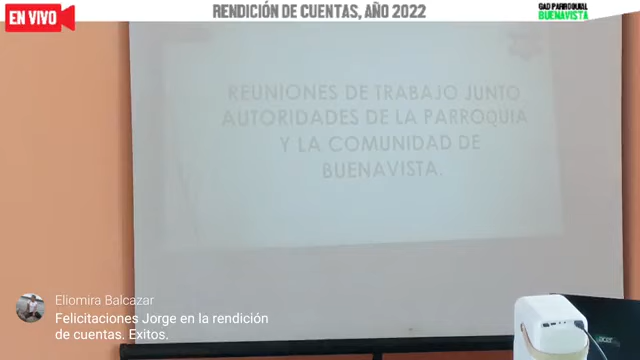 EN VIVO
RENDICIÓN DE CUENTAS, AÑO 2022
GAD PARROQUIAL
BUENAVISTA
REUNIONES DE TRABAJO JUNTO
AUTORIDADES DE LA PARROQUIA
Y LA COMUNIDAD DE
BUENAVISTA.
Eliomira Balcazar
Felicitaciones Jorge en la rendición
de cuentas. Exitos.
acer